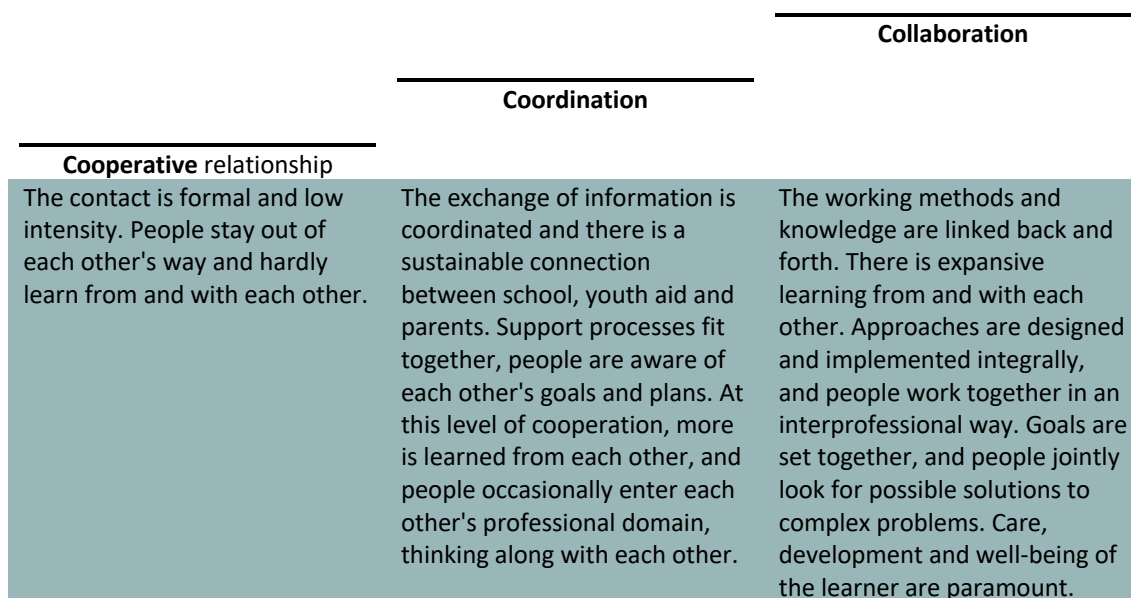 Collaboration
Coordination
Cooperative relationship
The contact is formal and low
intensity. People stay out of
each other's way and hardly
learn from and with each other.
The exchange of information is
coordinated and there is a
sustainable connection
between school, youth aid and
parents. Support processes fit
together, people are aware of
each other's goals and plans. At
this level of cooperation, more
is learned from each other, and
people occasionally enter each
other's professional domain,
thinking along with each other.
The working methods and
knowledge are linked back and
forth. There is expansive
learning from and with each
other. Approaches are designed
and implemented integrally,
and people work together in an
interprofessional way. Goals are
set together, and people jointly
look for possible solutions to
complex problems. Care,
development and well-being of
the learner are paramount.